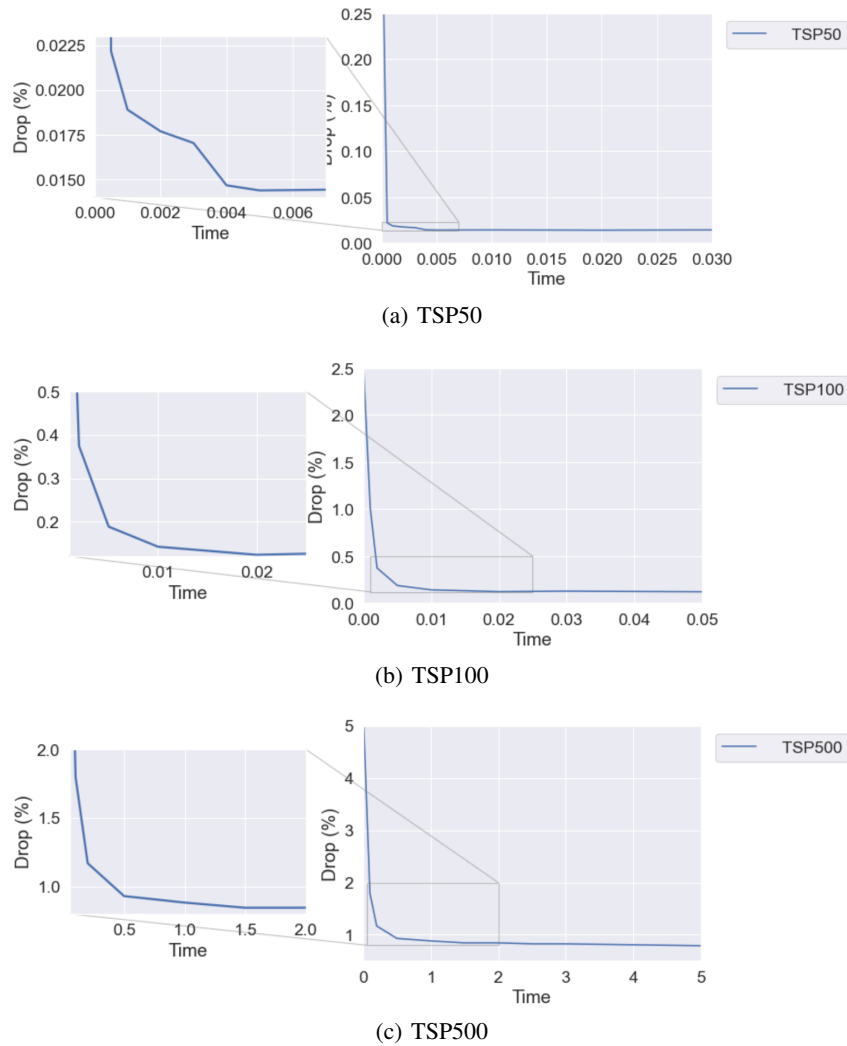 0.25
TSP50
0.0225
0.0200
0.0175
0.0150
Drop (%)
0.000 0.002 0.004 0.006
Time
0.20
0.15
0.10
0.05
0.00
Drop (%)
0.000 0.005 0.010 0.015 0.020 0.025 0.030
Time
(a) TSP50
2.5
TSP100
0.5
0.4
0.3
0.2
Drop (%)
0.01 0.02
Time
2.0
1.5
1.0
0.5
0.0
Drop (%)
0.00 0.01 0.02 0.03 0.04 0.05
Time
(b) TSP100
5
TSP500
2.0
1.5
1.0
Drop (%)
0.5 1.0 1.5 2.0
Time
4
3
2
1
Drop (%)
0 1 2 3 4 5
Time
(c) TSP500